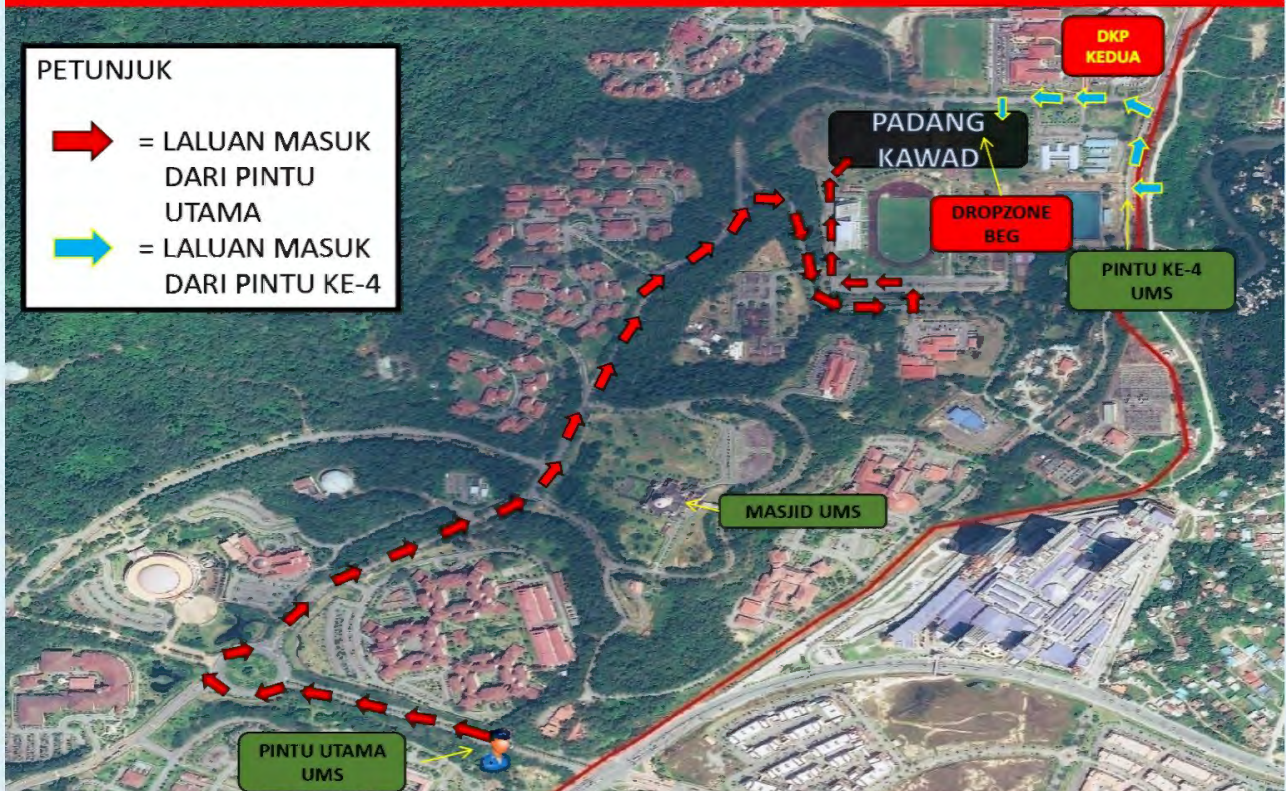 PETUNJUK
= LALUAN MASUK
DARI PINTU
UTAMA
= LALUAN MASUK
DARI PINTU KE-4
DKP
KEDUA
PADANG
KAWAD
DROPZONE
BEG
PINTU KE-4
UMS
MASJID UMS
PINTU UTAMA
UMS